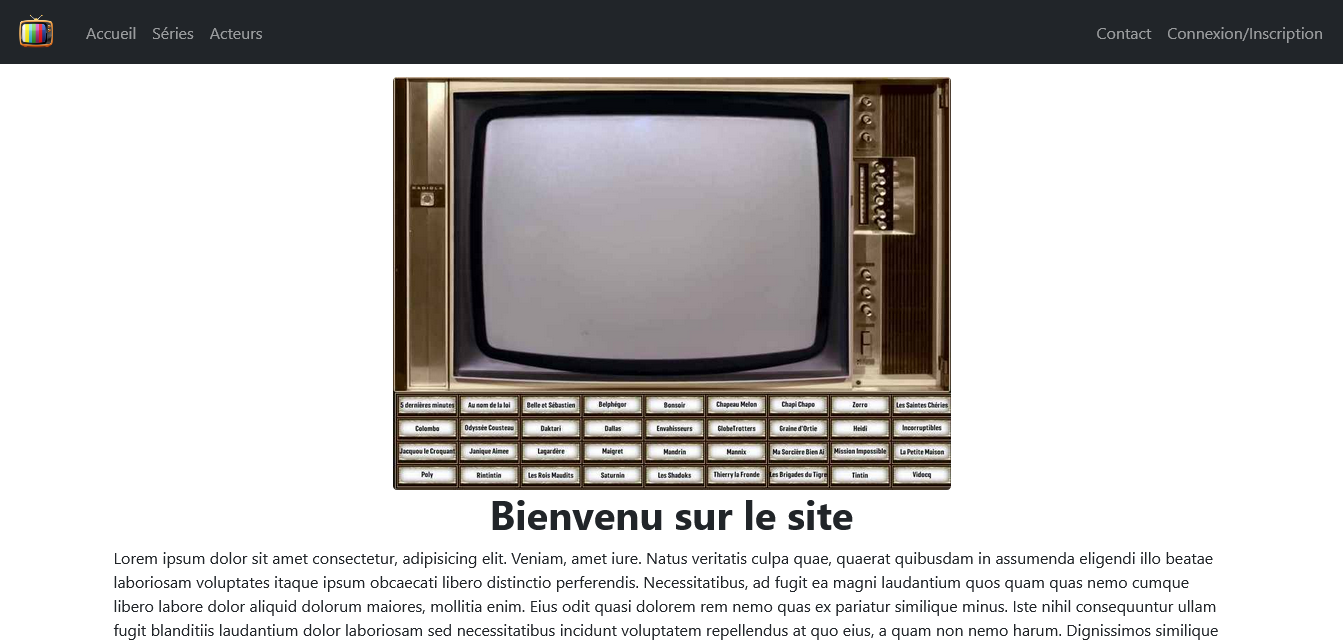 Accueil Séries Acteurs Contact Connexion/Inscription
RADIOLA
5 dernières minutes Au nom de la loi Belle et Sébastien Belphégor Bonsoir Chapeau Melon Chapi Chapo Zorro Les Saintes Chéries
Colombo Odyssée Cousteau Daktari Dallas Envahisseurs GlobeTrotters Graine d'Ortie Heidi Incorruptibles
Jacquou le Croquant Janique Aimee Lagardère Maigret Mandrin Mannix Ma Sorcière Bien Ai Mission Impossible La Petite Maison
Poly Rintintin Les Rois Maudits Saturnin Les Shadoks Thierry la Fronde Les Brigades du Tigre Tintin Vidocq
Bienvenu sur le site
Lorem ipsum dolor sit amet consectetur, adipisicing elit. Veniam, amet iure. Natus veritatis culpa quae, quaerat quibusdam in assumenda eligendi illo beatae
laboriosam voluptates itaque ipsum obcaecati libero distinctio perferendis. Necessitatibus, ad fugit ea magni laudantium quos quam quas nemo cumque
libero labore dolor aliquid dolorum maiores, mollitia enim. Eius odit quasi dolorem rem nemo quas ex pariatur similique minus. Iste nihil consequuntur ullam
fugit blanditiis laudantium dolor laboriosam sed necessitatibus incidunt voluptatem repellendus at quo eius, a quam non nemo harum. Dignissimos similique